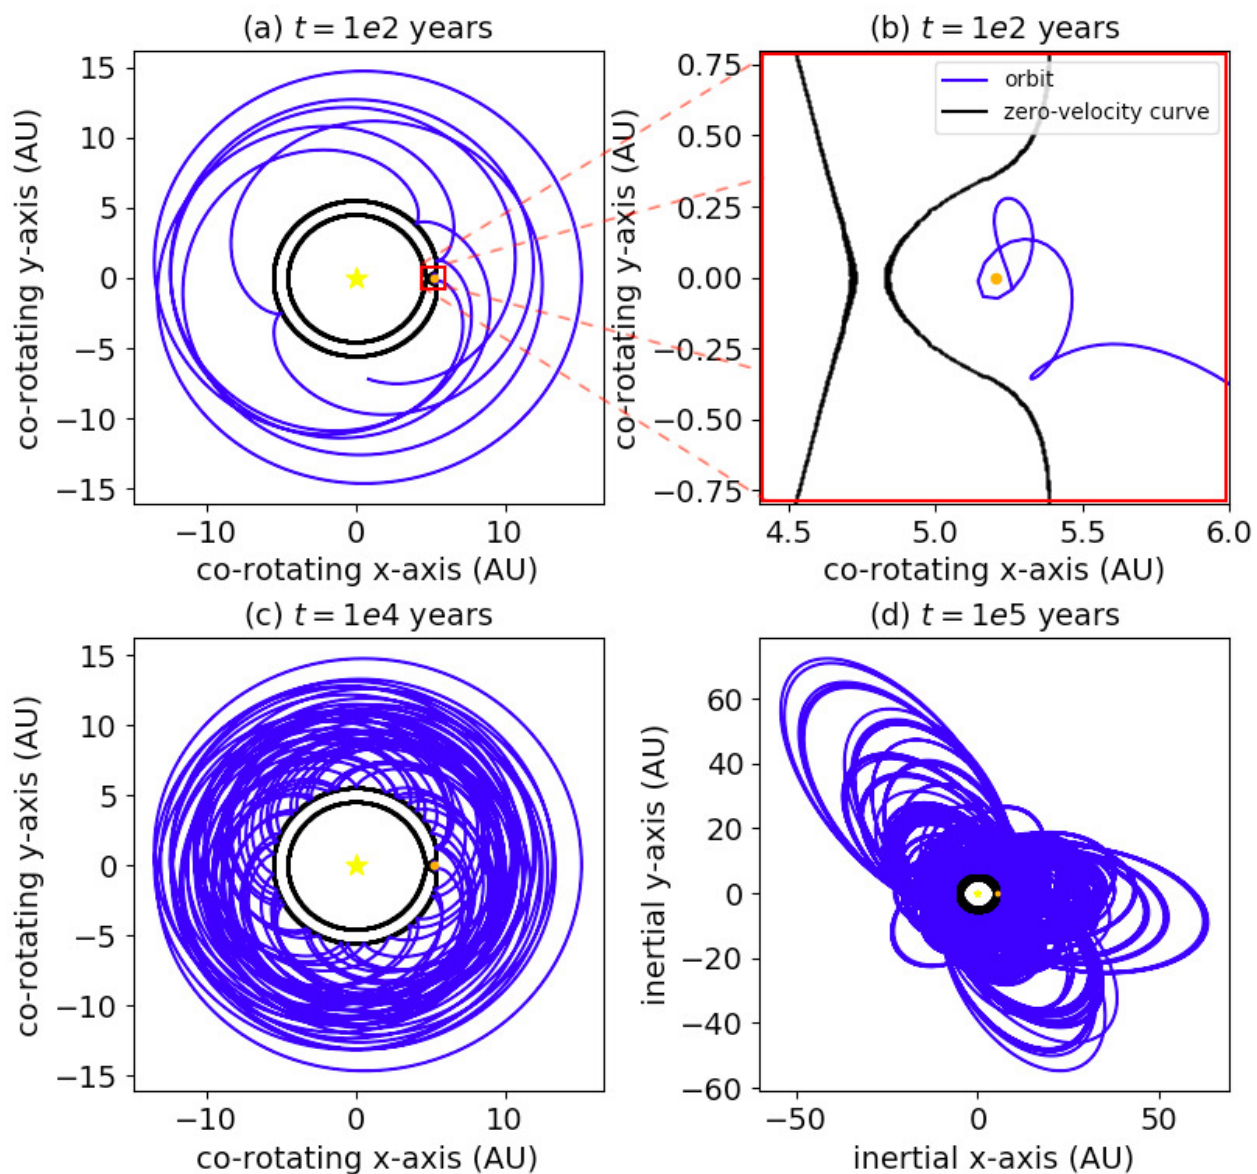 (a) t = 1e2 years
15
10
5
0
−5
−10
−15
co-rotating y-axis (AU)
−10 0 10
co-rotating x-axis (AU)
(b) t = 1e2 years
orbit
zero-velocity curve
0.75
0.50
0.25
0.00
−0.25
−0.50
−0.75
co-rotating y-axis (AU)
4.5 5.0 5.5 6.0
co-rotating x-axis (AU)
(c) t = 1e4 years
15
10
5
0
−5
−10
−15
co-rotating y-axis (AU)
−10 0 10
co-rotating x-axis (AU)
(d) t = 1e5 years
60
40
20
0
−20
−40
−60
inertial y-axis (AU)
−50 0 50
inertial x-axis (AU)